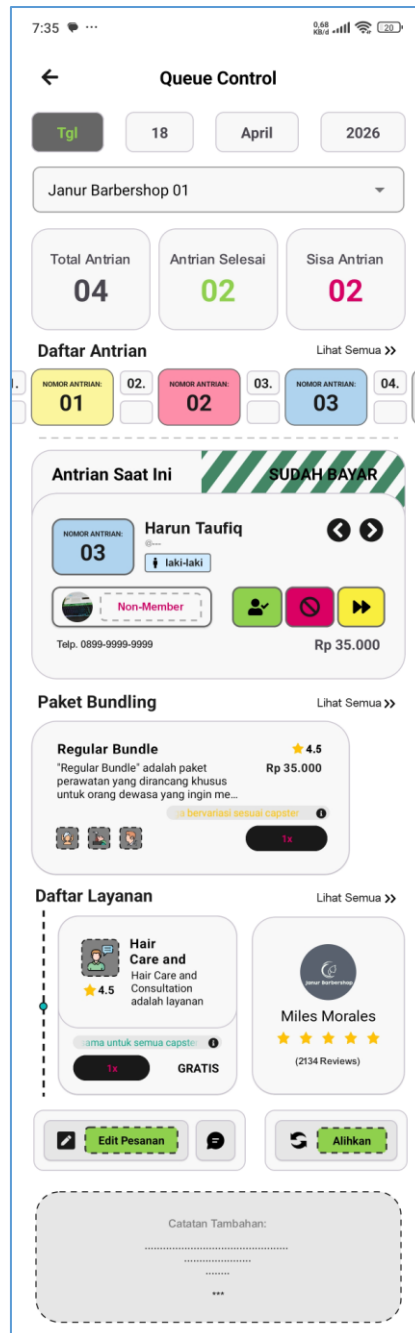 7:35
0,68
KB/d
20
Queue Control
Tgl
18
April
2026
Janur Barbershop 01
Total Antrian
04
Antrian Selesai
02
Sisa Antrian
02
Daftar Antrian
Lihat Semua
NOMOR ANTRIAN:
01
02.
NOMOR ANTRIAN:
02
03.
NOMOR ANTRIAN:
03
04.
Antrian Saat Ini
SUDAH BAYAR
NOMOR ANTRIAN:
03
Harun Taufiq
@---
laki-laki
Non-Member
Telp. 0899-9999-9999
Rp 35.000
Paket Bundling
Lihat Semua
Regular Bundle
4.5
"Regular Bundle" adalah paket
perawatan yang dirancang khusus
untuk orang dewasa yang ingin me...
Rp 35.000
bervariasi sesuai capster
1x
Daftar Layanan
Lihat Semua
Hair
Care and
Hair Care and
Consultation
adalah layanan
4.5
ama untuk semua capste
1x
GRATIS
Janur Barbershop
Miles Morales
(2134 Reviews)
Edit Pesanan
Alihkan
Catatan Tambahan:
***